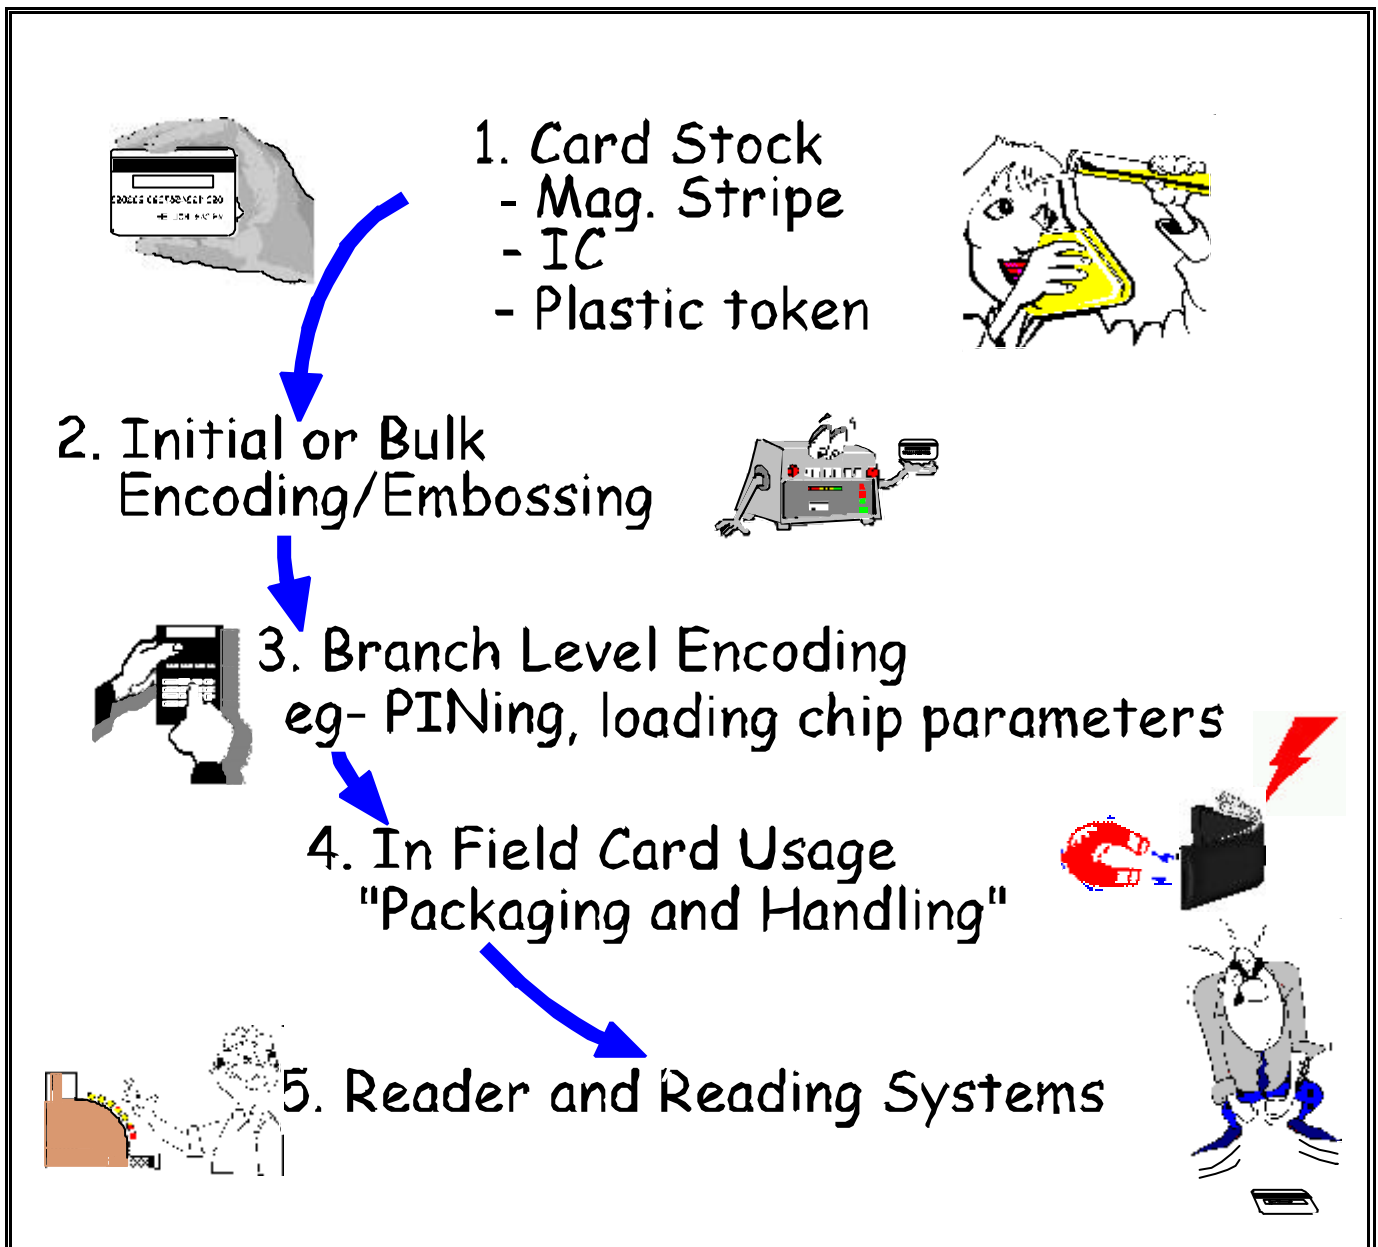 1. Card Stock
- Mag. Stripe
- IC
- Plastic token
2. Initial or Bulk
Encoding/Embossing
3. Branch Level Encoding
eg- PINing, loading chip parameters
4. In Field Card Usage
"Packaging and Handling"
5. Reader and Reading Systems